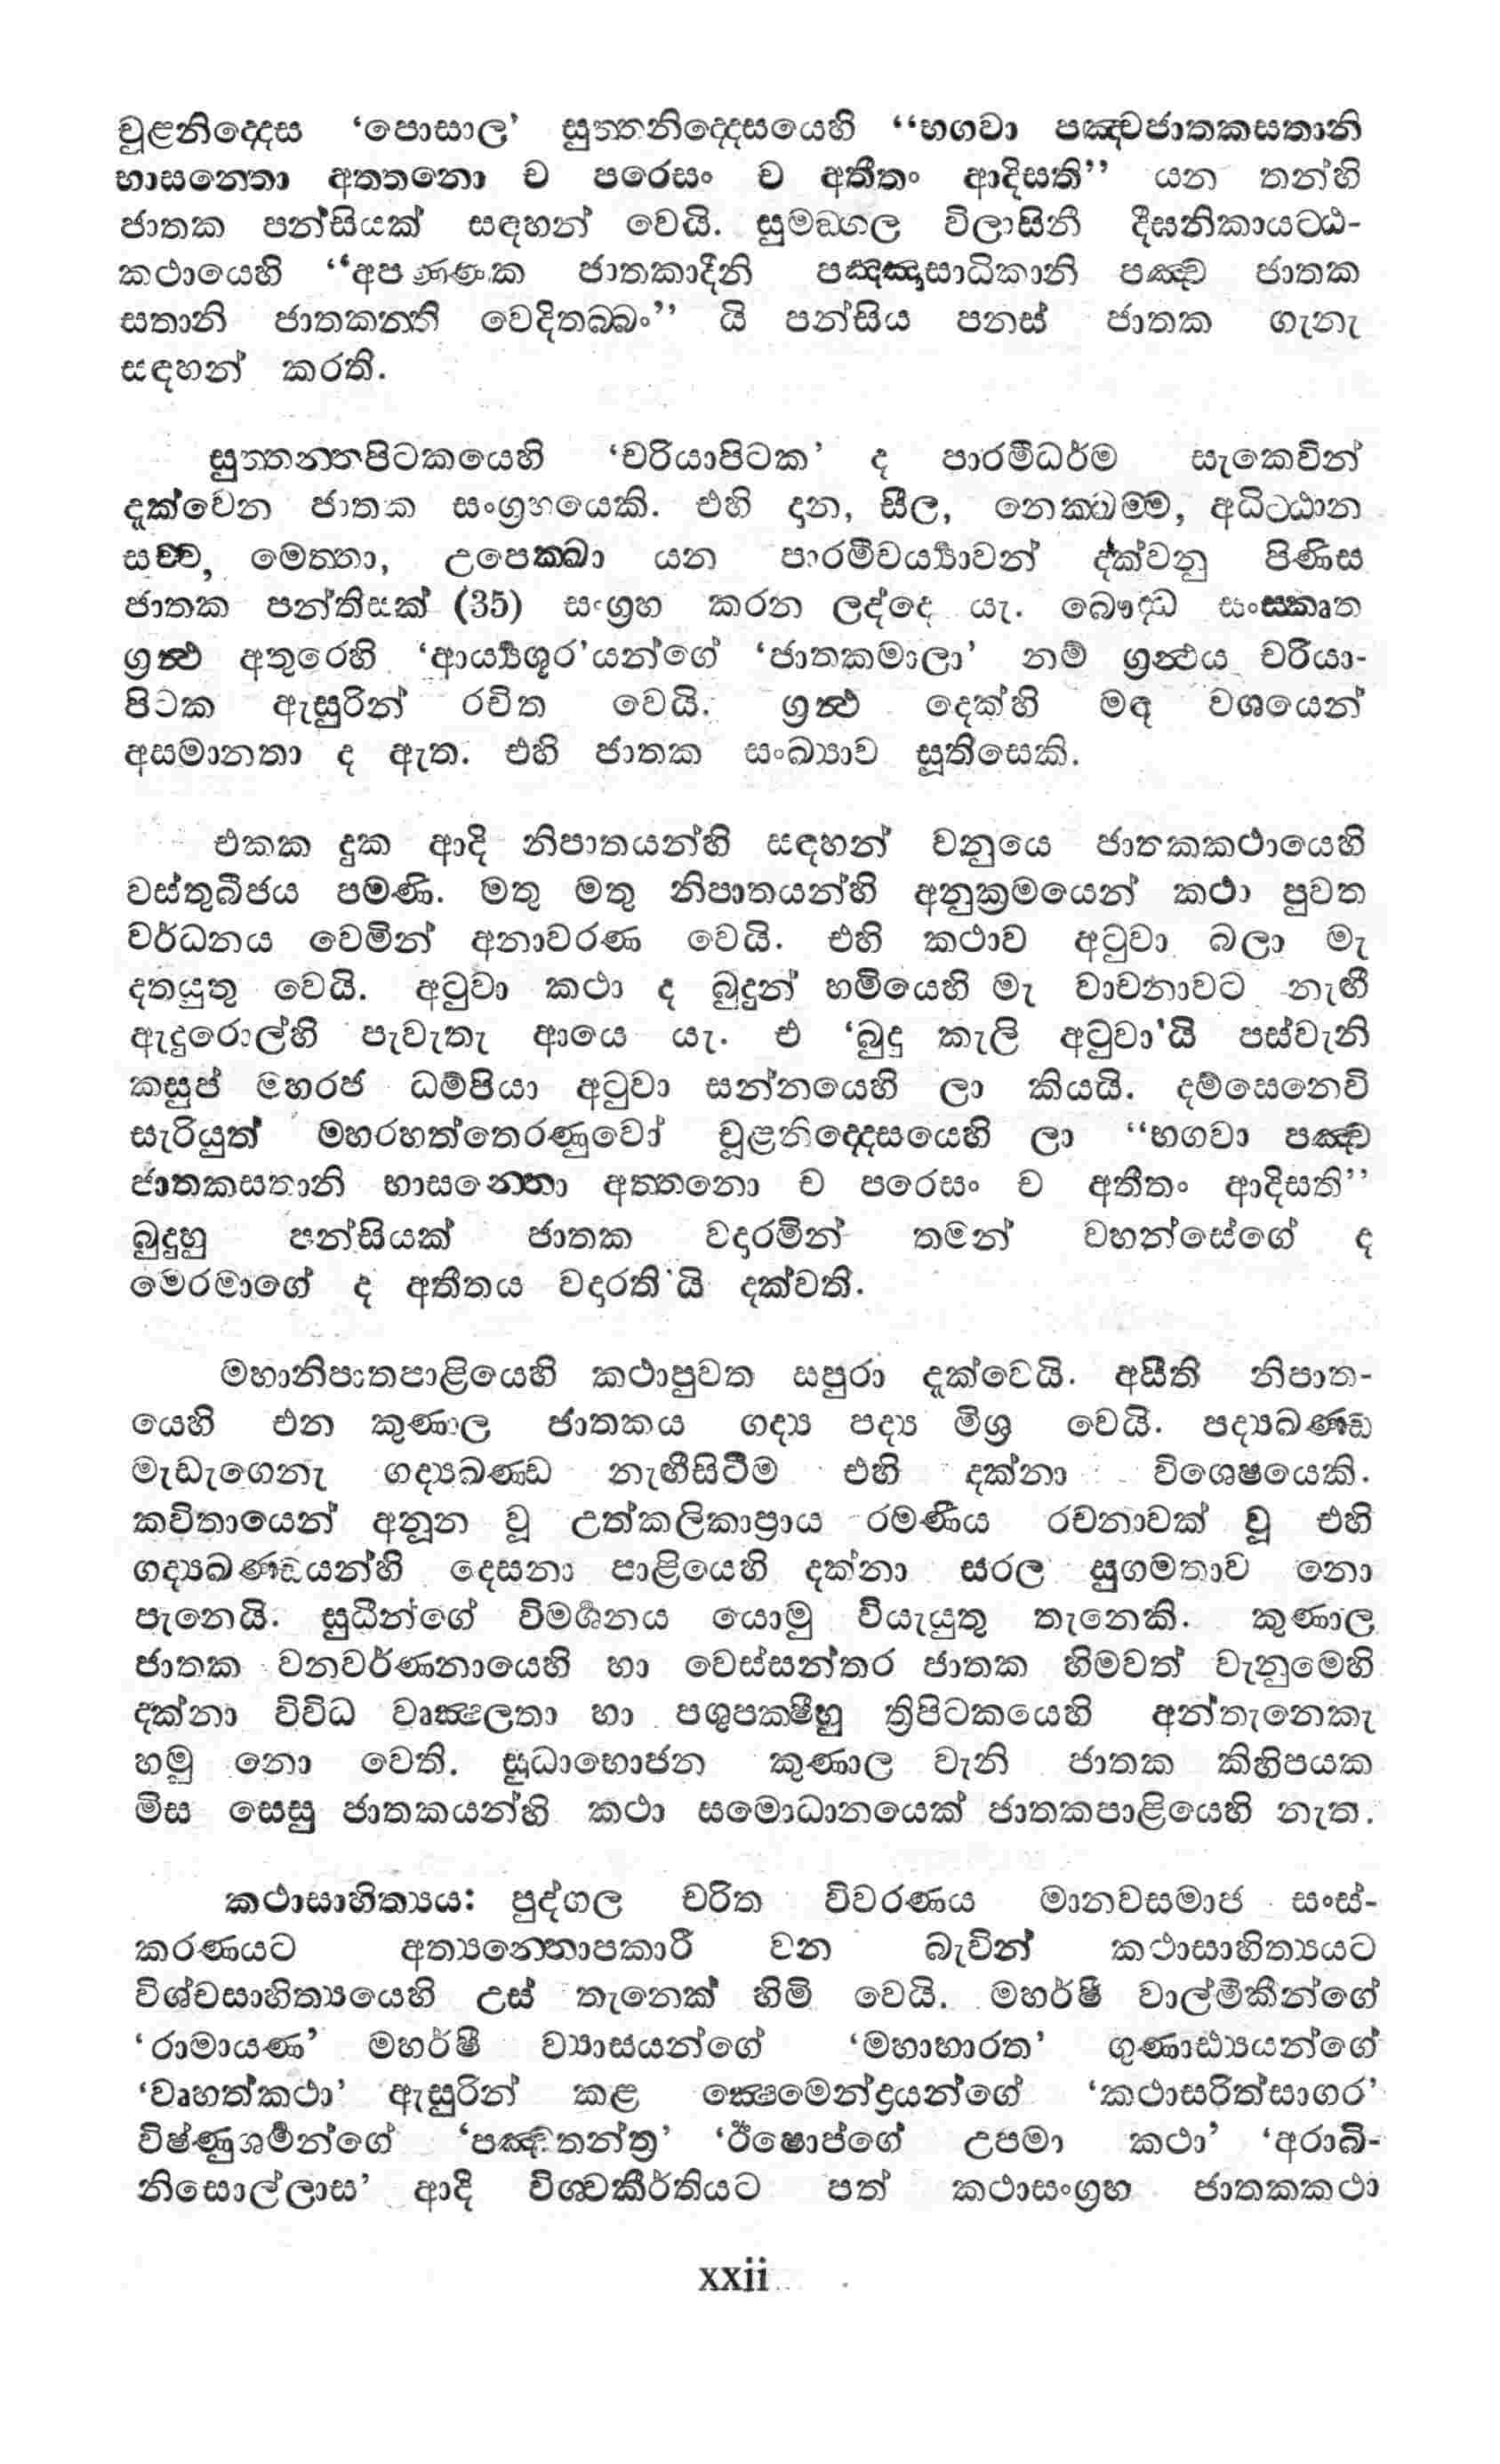 චූළනිද්දෙස ‘පොසාල’ සුත්තනිද්දෙසයෙහි “භගවා පඤ්චජාතකසතානි
භාසන්තො අත්තනො ච පරෙසං ච අතීතං ආදිසති” යන තන්හි
ජාතක පන්සියක් සඳහන් වෙයි. සුමඞ්ගල විලාසිනී දීඝනිකායට්ඨ-
කථායෙහි “අපණ්ණක ජාතකාදීනි පඤ්ඤාසාධිකානි පඤ්ච ජාතක
සතානි ජාතකන්ති වෙදිතබ්බං” යි පන්සිය පනස් ජාතක ගැනැ
සඳහන් කරති.
සුත්තන්තපිටකයෙහි ‘චරියාපිටක’ ද පාරමීධර්ම සැකෙවින්
දැක්වෙන ජාතක සංග්‍රහයෙකි. එහි දාන, සීල, නෙක්ඛම්ම, අධිට්ඨාන
සච්ච, මෙත්තා, උපෙක්ඛා යන පාරමීචර්‍ය්‍යාවන් දැක්වනු පිණිස
ජාතක පන්තිසක් (35) සංග්‍රහ කරන ලද්දෙ යැ. බෞද්ධ සංස්කෘත
ග්‍රන්ථ අතුරෙහි ‘ආර්‍ය්‍යශූර’යන්ගේ ‘ජාතකමාලා’ නම් ග්‍රන්ථය චරියා-
පිටක ඇසුරින් රචිත වෙයි. ග්‍රන්ථ දෙක්හි මඳ වශයෙන්
අසමානතා ද ඇත. එහි ජාතක සංඛ්‍යාව සූතිසෙකි.
එකක දුක ආදි නිපාතයන්හි සඳහන් වනුයෙ ජාතකකථායෙහි
වස්තුබීජය පමණි. මතු මතු නිපාතයන්හි අනුක්‍රමයෙන් කථා පුවත
වර්ධනය වෙමින් අනාවරණ වෙයි. එහි කථාව අටුවා බලා මැ
දතයුතු වෙයි. අටුවා කථා ද බුදුන් හමියෙහි මැ වාචනාවට නැඟී
ඇදුරොල්හි පැවැතැ ආයෙ යැ. එ ‘බුදු කැලි අටුවා’යි පස්වැනි
කසුප් මහරජ ධම්පියා අටුවා සන්නයෙහි ලා කියයි. දම්සෙනෙවි
සැරියුත් මහරහත්තෙරණුවෝ චූළනිද්දෙසයෙහි ලා “භගවා පඤ්ච
ජාතකසතානි භාසන්තො අත්තනො ච පරෙසං ච අතීතං ආදිසති”
බුදුහු පන්සියක් ජාතක වදාරමින් තමන් වහන්සේගේ ද
මෙරමාගේ ද අතීතය වදාරති’යි දක්වති.
මහානිපාතපාළියෙහි කථාපුවත සපුරා දැක්වෙයි. අසීති නිපාත-
යෙහි එන කුණාල ජාතකය ගද්‍ය පද්‍ය මිශ්‍ර වෙයි. පද්‍යඛණ්ඩ
මැඩැගෙනැ ගද්‍යඛණ්ඩ නැඟීසිටීම එහි දක්නා විශෙෂයෙකි.
කවිතායෙන් අනූන වූ උත්කලිකාප්‍රාය රමණීය රචනාවක් වූ එහි
ගද්‍යඛණ්ඩයන්හි දෙසනා පාළියෙහි දක්නා සරල සුගමතාව නො
පැනෙයි. සුධීන්ගේ විමර්‍ශනය යොමු වියැයුතු තැනෙකි. කුණාල
ජාතක වනවර්ණනායෙහි හා වෙස්සන්තර ජාතක හිමවත් වැනුමෙහි
දක්නා විවිධ වෘක්‍ෂලතා හා පශුපක්‍ෂීහු ත්‍රිපිටකයෙහි අන්තැනෙකැ
හමු නො වෙති. සුධාභොජන කුණාල වැනි ජාතක කිහිපයක
මිස සෙසු ජාතකයන්හි කථා සමොධානයෙක් ජාතකපාළියෙහි නැත.
කථාසාහිත්‍යය: පුද්ගල චරිත විවරණය මානවසමාජ සංස්-
කරණයට අත්‍යන්තොපකාරී වන බැවින් කථාසාහිත්‍යයට
විශ්වසාහිත්‍යයෙහි උස් තැනෙක් හිමි වෙයි. මහර්ෂී වාල්මීකීන්ගේ
‘රාමායණ’ මහර්ෂී ව්‍යාසයන්ගේ ‘මහාභාරත’ ගුණාඪ්‍යයන්ගේ
‘වෘහත්කථා’ ඇසුරින් කළ ක්‍ෂෙමෙන්ද්‍රයන්ගේ ‘කථාසරිත්සාගර’
විෂ්ණුශර්‍මන්ගේ ‘පඤ්චතන්ත්‍ර’ ‘ඊෂොප්ගේ උපමා කථා’ ‘අරාබි-
නිසොල්ලාස’ ආදි විශ්වකීර්තියට පත් කථාසංග්‍රහ ජාතකකථා
xxii